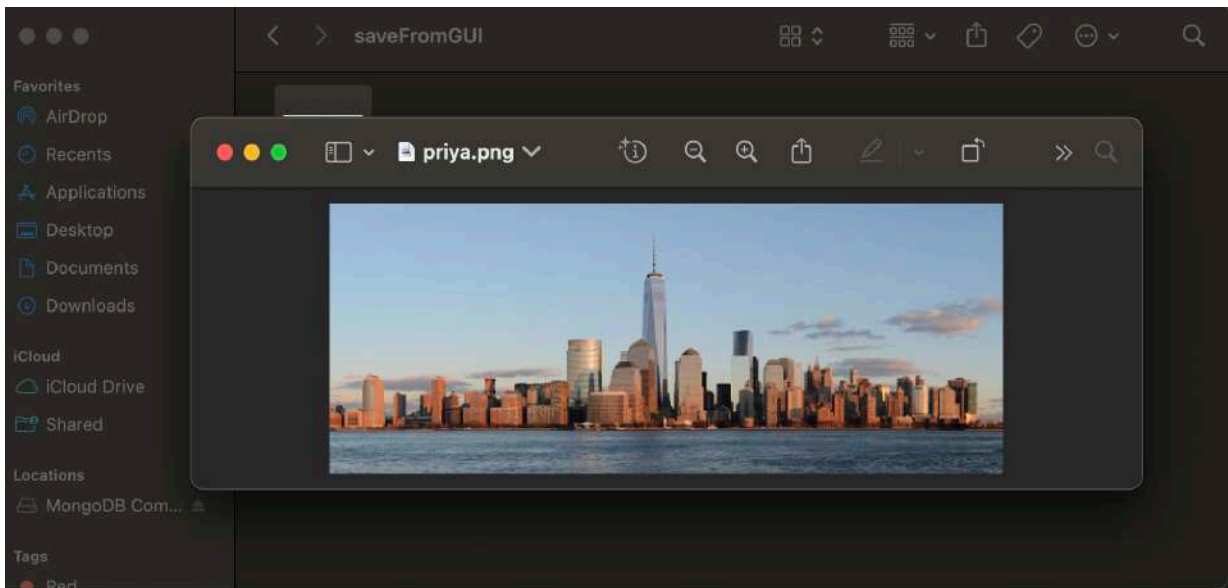 saveFromGUI
Favorites
AirDrop
Recents
Applications
Desktop
Documents
Downloads
iCloud
iCloud Drive
Shared
Locations
MongoDB Com...
Tags
Red
priya.png